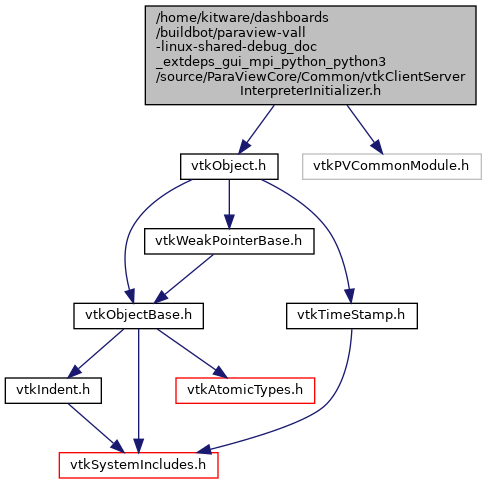 /home/kitware/dashboards
/buildbot/paraview-vall
-linux-shared-debug_doc
_extdeps_gui_mpi_python_python3
/source/ParaViewCore/Common/vtkClientServer
InterpreterInitializer.h
vtkObject.h
vtkPVCommonModule.h
vtkWeakPointerBase.h
vtkObjectBase.h
vtkTimeStamp.h
vtkIndent.h
vtkAtomicTypes.h
vtkSystemIncludes.h